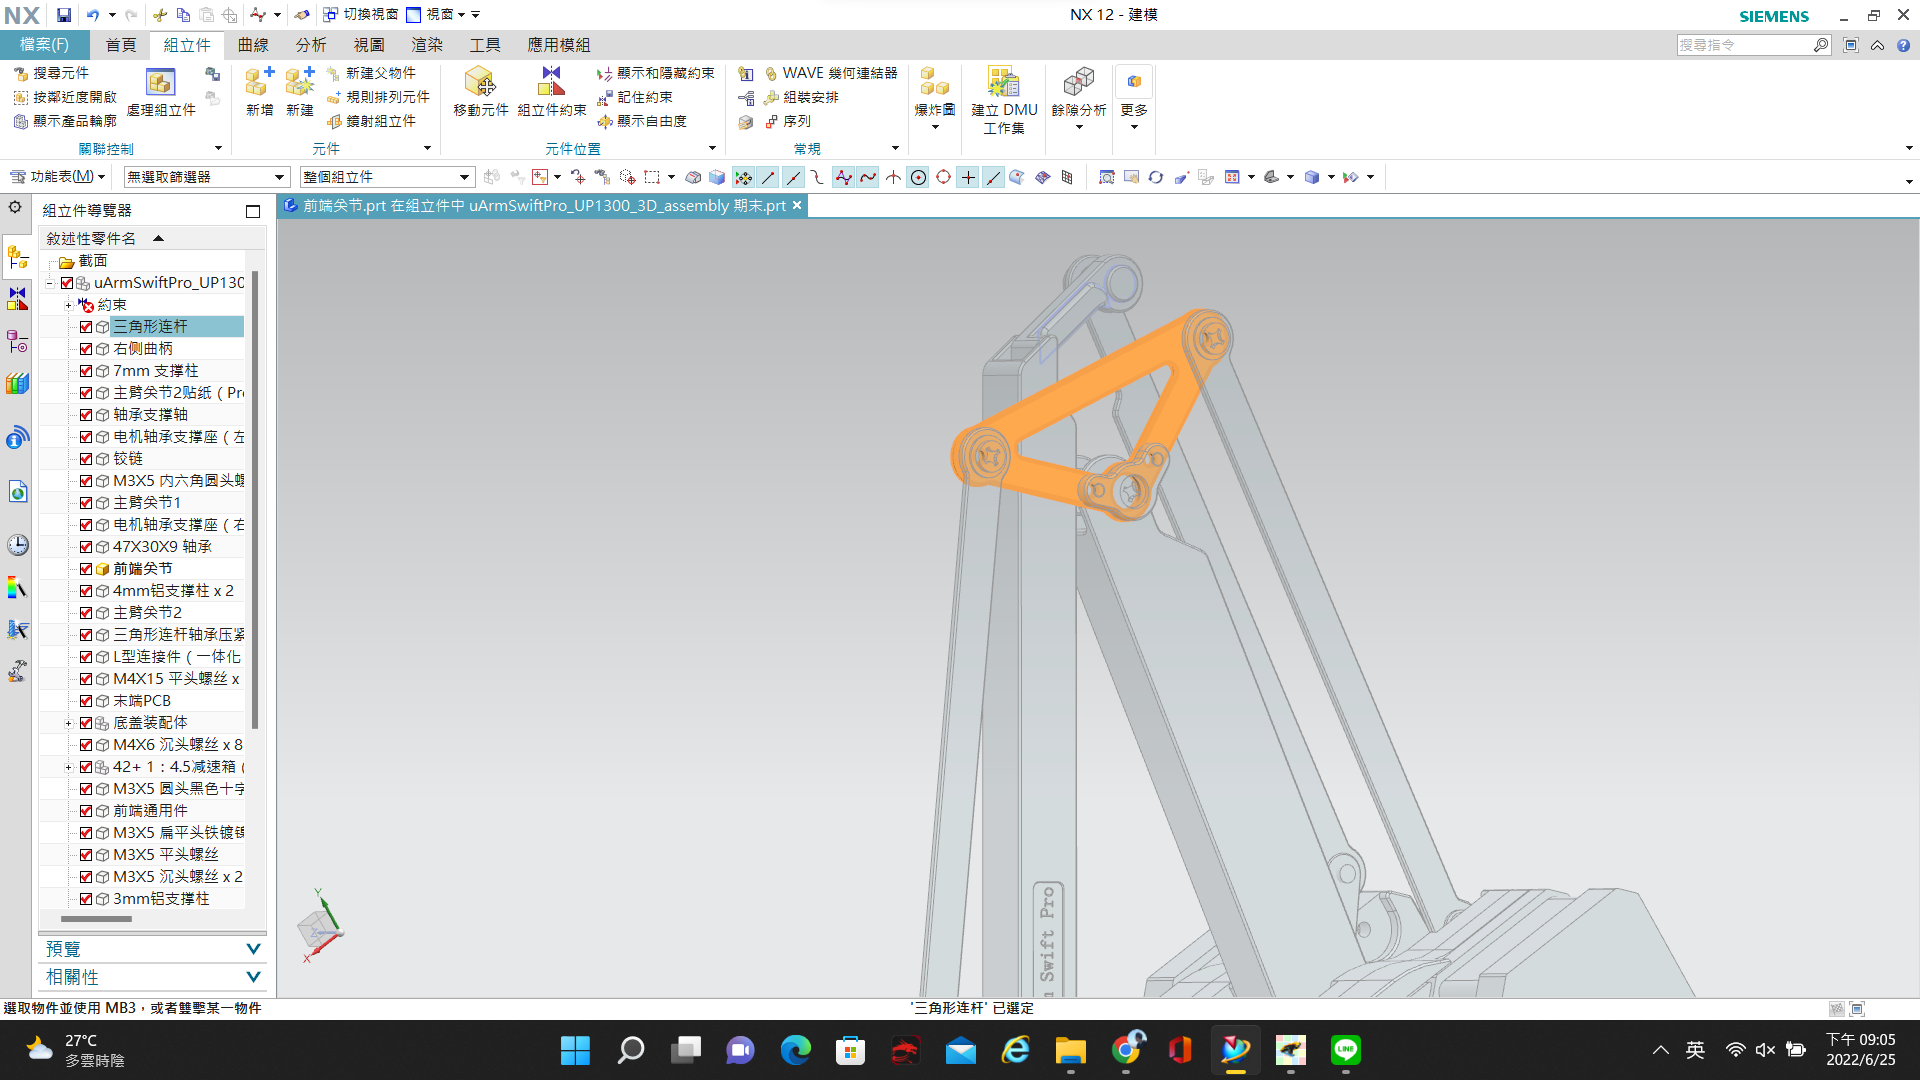 NX
切換視窗
視窗
NX 12 - 建模
SIEMENS
檔案(F)
首頁
組立件
曲線
分析
視圖
渲染
工具
應用模組
搜尋指令
搜尋元件
按鄰近度開啟
顯示產品輪廓
處理組立件
關聯控制
新增
新建
新建父物件
規則排列元件
鏡射組立件
元件
移動元件
組立件約束
顯示和隱藏約束
記住約束
顯示自由度
元件位置
WAVE 幾何連結器
組裝安排
序列
常規
爆炸圖
建立 DMU
工作集
餘隙分析
更多
功能表(M)
無選取篩選器
整個組立件
組立件導覽器
前端关节.prt 在組立件中 uArmSwiftPro_UP1300_3D_assembly 期末.prt
敘述性零件名
截面
uArmSwiftPro_UP130
約束
三角形连杆
右侧曲柄
7mm 支撑柱
主臂关节2贴纸 ( Pr
轴承支撑轴
电机轴承支撑座 ( 左
铰链
M3X5 内六角圆头螺
主臂关节1
电机轴承支撑座 ( 右
47X30X9 轴承
前端关节
4mm铝支撑柱 x 2
主臂关节2
三角形连杆轴承压紧
L型连接件 ( 一体化
M4X15 平头螺丝 x
末端PCB
底盖装配体
M4X6 沉头螺丝 x 8
42+ 1：4.5减速箱 (
M3X5 圆头黑色十字
前端通用件
M3X5 扁平头铁镀镍
M3X5 平头螺丝
M3X5 沉头螺丝 x 2
3mm铝支撑柱
預覽
相關性
Y
Z
X
Swift Pro
選取物件並使用 MB3，或者雙擊某一物件
'三角形连杆' 已選定
27°C
多雲時陰
LINE
英
下午 09:05
2022/6/25